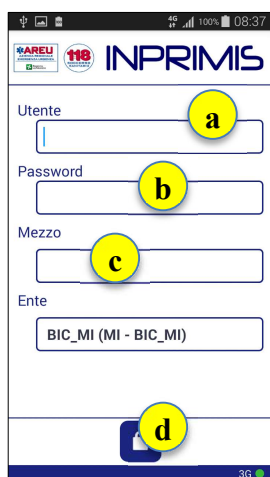 4G 100% 08:37
AREU 118 INPRIMIS
Utente
a
Password
b
Mezzo
c
Ente
BIC_MI (MI - BIC_MI)
d
3G